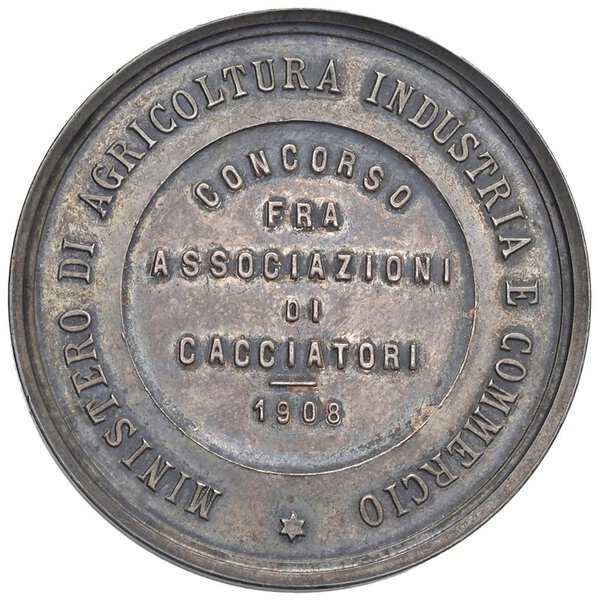 MINISTERO DI AGRICOLTURA INDUSTRIA E COMMERCIO
CONCORSO
FRA
ASSOCIAZIONI
DI
CACCIATORI
1908